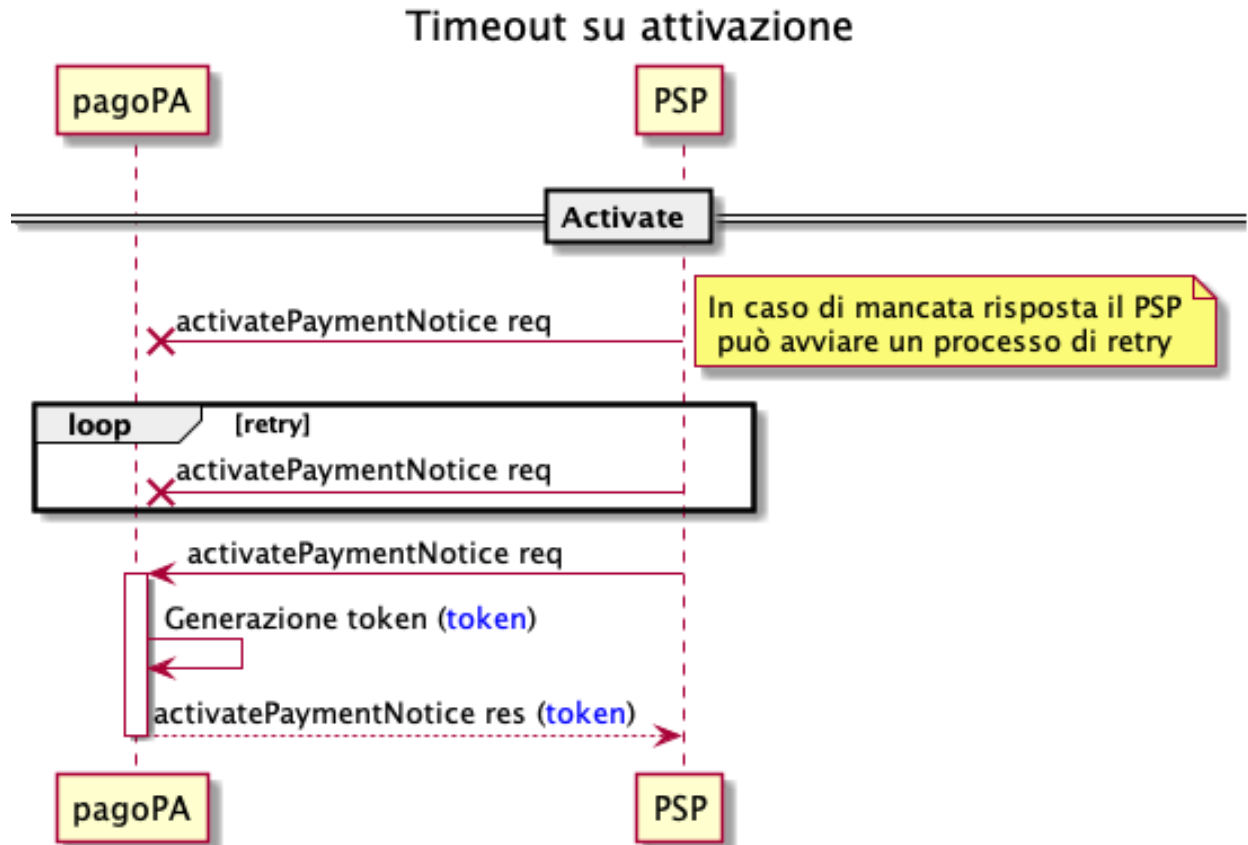 Timeout su attivazione
pagoPA
PSP
Activate
activatePaymentNotice req
In caso di mancata risposta il PSP
può avviare un processo di retry
loop
[retry]
activatePaymentNotice req
activatePaymentNotice req
Generazione token (token)
activatePaymentNotice res (token)
pagoPA
PSP